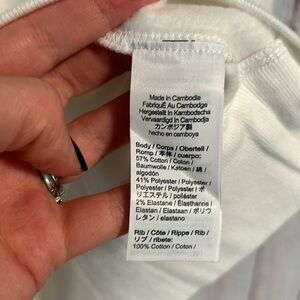 Made In Cambodia
FabriquÉ Au Cambodge
Hergestellt In Kambodscha
Vervaardigd In Cambodja
カンボジア製
hecho en camboya
Body / Corps / Oberteil /
Romp / 本体 / cuerpo:
57% Cotton / Coton /
Baumwolle / Katoen / 綿 /
algodón
41% Polyester / Polyester /
Polyester / Polyester / ポ
リエステル / poliéster
2% Elastane / Élasthanne /
Elastan / Elastaan / ポリウ
レタン / elastano
Rib / Côte / Rippe / Rib /
リブ / ribete:
100% Cotton / Coton /